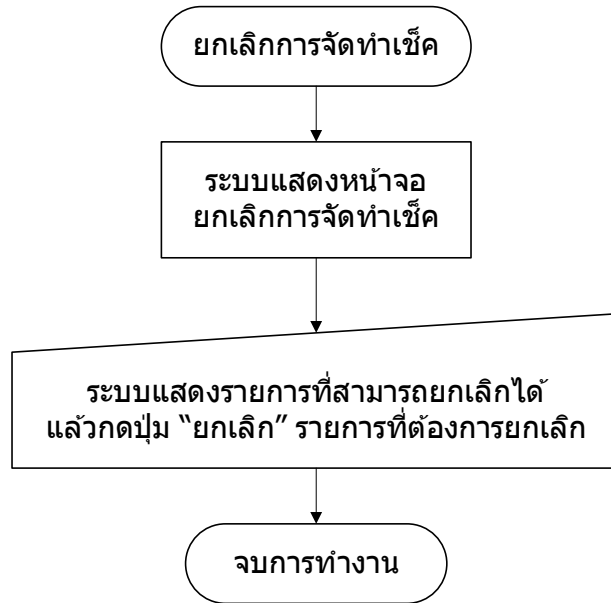 ยกเลิกการจัดทำเช็ค
ระบบแสดงหน้าจอ
ยกเลิกการจัดทำเช็ค
ระบบแสดงรายการที่สามารถยกเลิกได้
แล้วกดปุ่ม “ยกเลิก” รายการที่ต้องการยกเลิก
จบการทำงาน